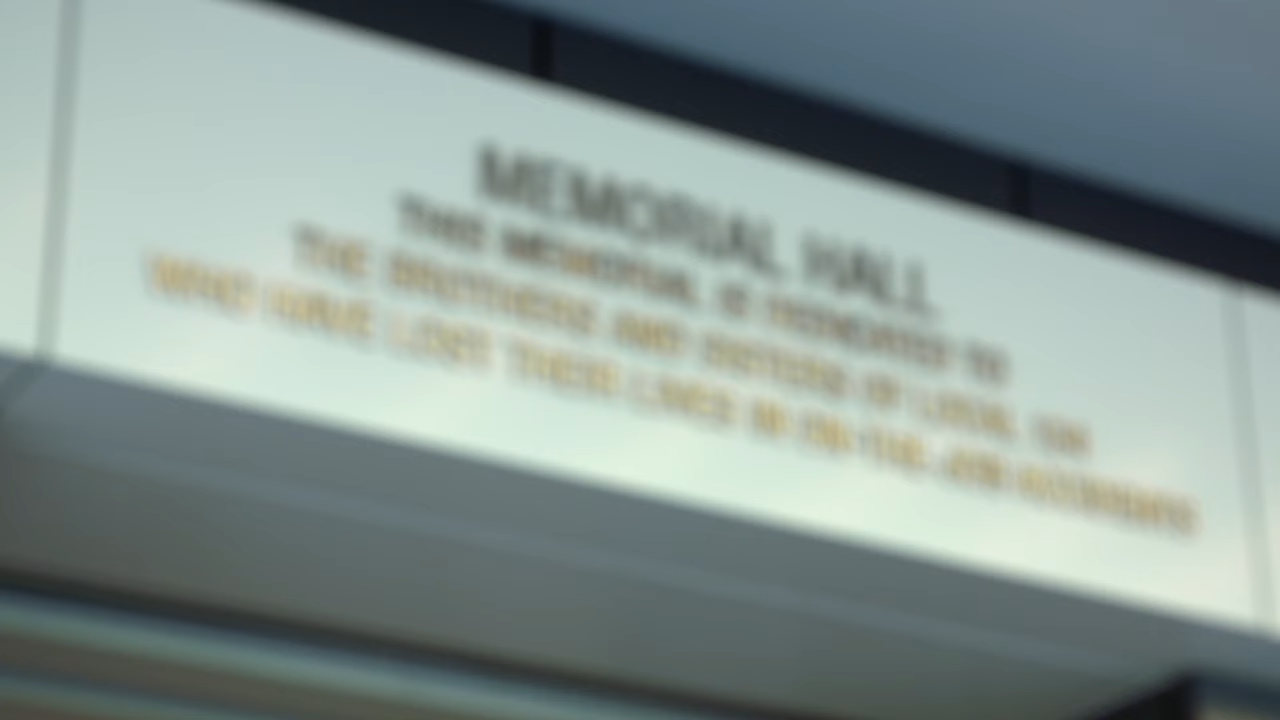 MEMORIAL HALL
THIS MEMORIAL IS DEDICATED TO
THE BROTHERS AND SISTERS OF LOCAL
WHO HAVE LOST THEIR LIVES IN ON THE JOB ACCIDENTS